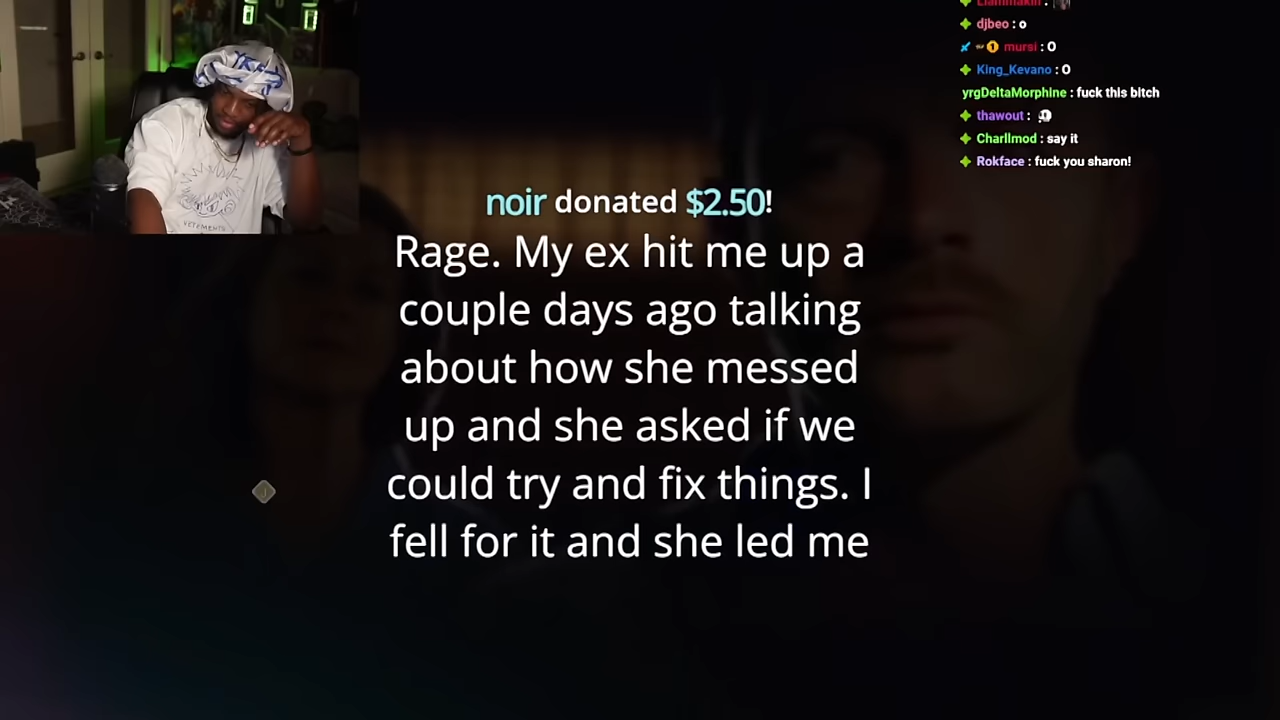 djbeo : o
mursi : O
King_Kevano : O
yrgDeltaMorphine : fuck this bitch
thawout :
Charllmod : say it
Rokface : fuck you sharon!
noir donated $2.50!
Rage. My ex hit me up a
couple days ago talking
about how she messed
up and she asked if we
could try and fix things. I
fell for it and she led me
VETEMENTS